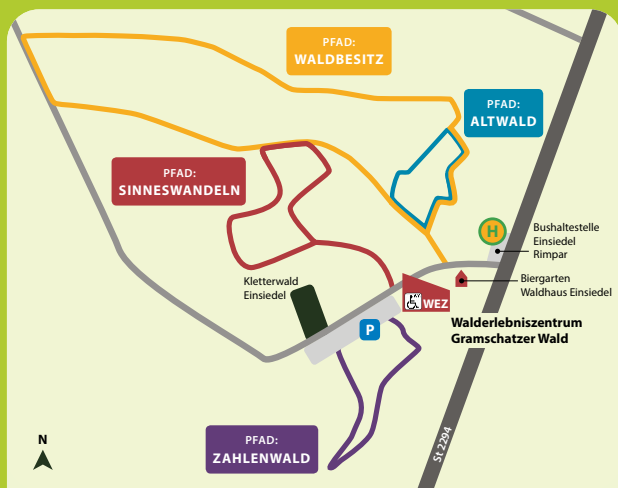 PFAD:
WALDBESITZ
PFAD:
ALTWALD
PFAD:
SINNESWANDELN
H
Bushaltestelle
Einsiedel
Rimpar
Kletterwald
Einsiedel
Biergarten
Waldhaus Einsiedel
WEZ
P
Walderlebniszentrum
Gramschatzer Wald
PFAD:
ZAHLENWALD
St 2294
N